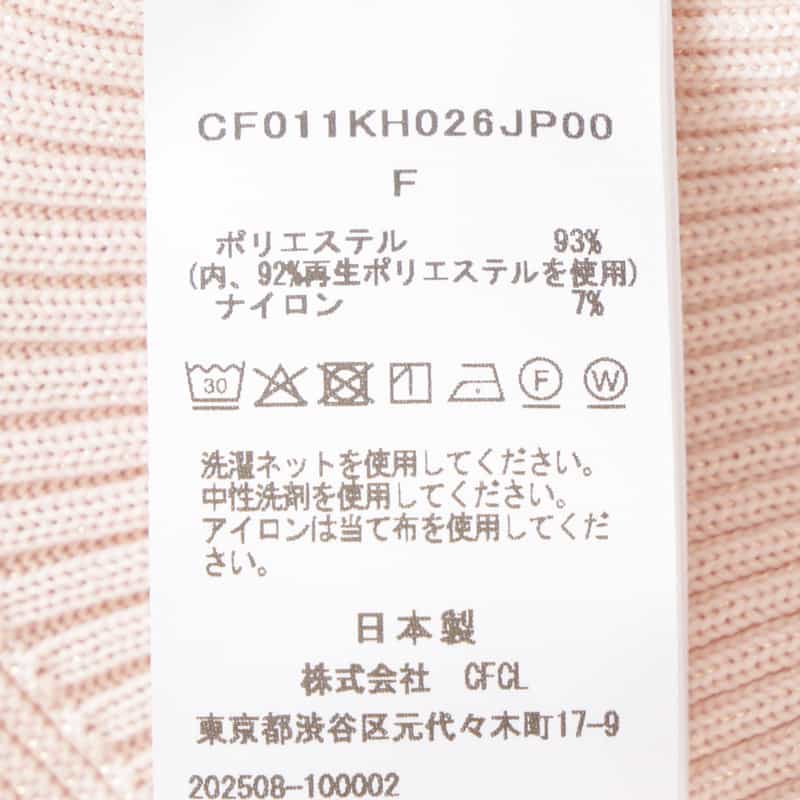 CF011KH026JP00
F
ポリエステル 93%
(内、92%再生ポリエステルを使用)
ナイロン 7%
30 F W
洗濯ネットを使用してください。
中性洗剤を使用してください。
アイロンは当て布を使用してくだ
さい。
日本製
株式会社 CFCL
東京都渋谷区元代々木町17-9
202508-100002